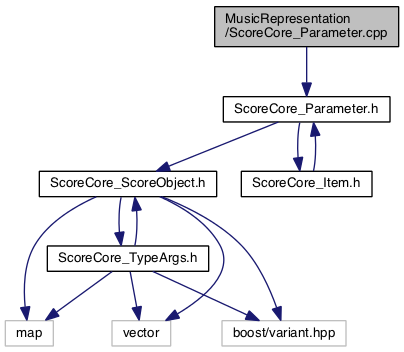 MusicRepresentation
/ScoreCore_Parameter.cpp
ScoreCore_Parameter.h
ScoreCore_ScoreObject.h
ScoreCore_Item.h
ScoreCore_TypeArgs.h
map
vector
boost/variant.hpp